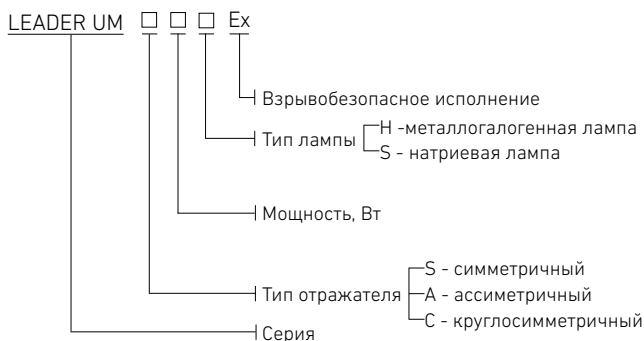 LEADER UM □ □ □ Ex
Взрывобезопасное исполнение
Тип лампы
H -металлогалогенная лампа
S - натриевая лампа
Мощность, Вт
Тип отражателя
S - симметричный
A - ассиметричный
C - круглосимметричный
Серия